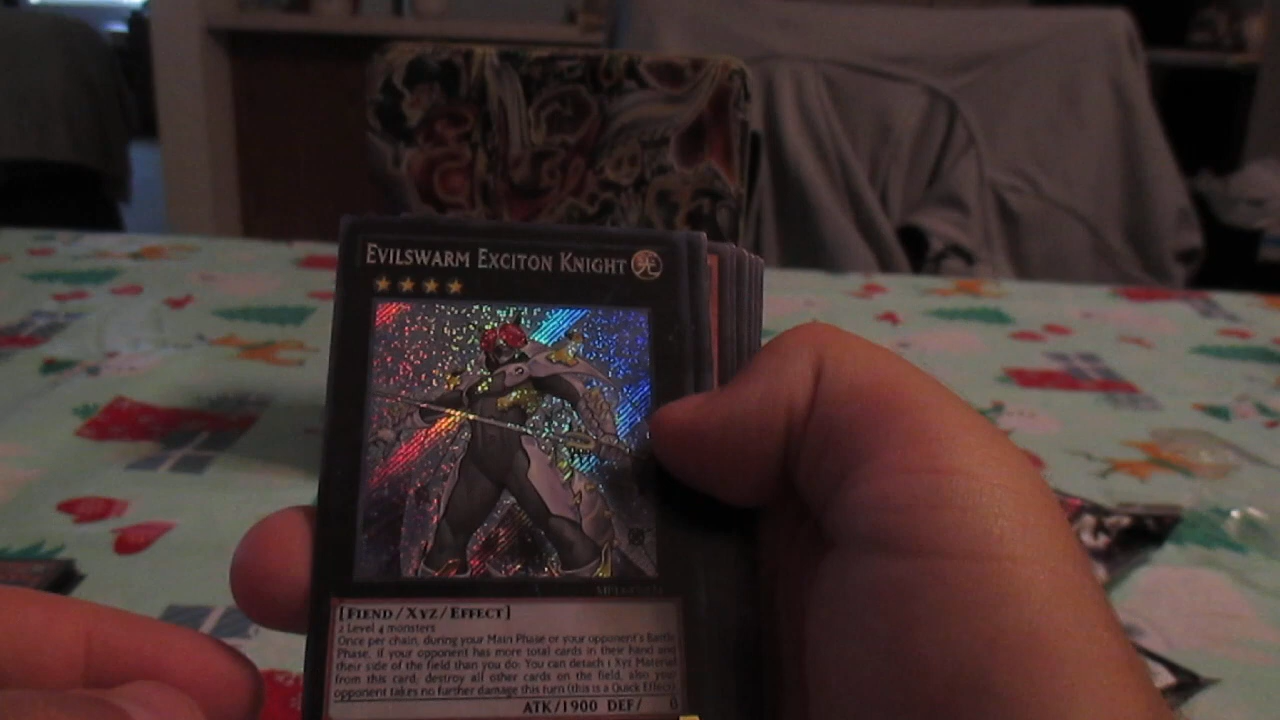 EVILSWARM EXCITON KNIGHT 光
[FIEND/XYZ/EFFECT]
2 Level 4 monsters
Once per chain, during your Main Phase or your opponent's Battle
Phase, if your opponent has more total cards in their hand and
their side of the field than you do: You can detach 1 Xyz Material
from this card; destroy all other cards on the field, also your
opponent takes no further damage this turn (this is a Quick Effect).
ATK/1900 DEF/ 0